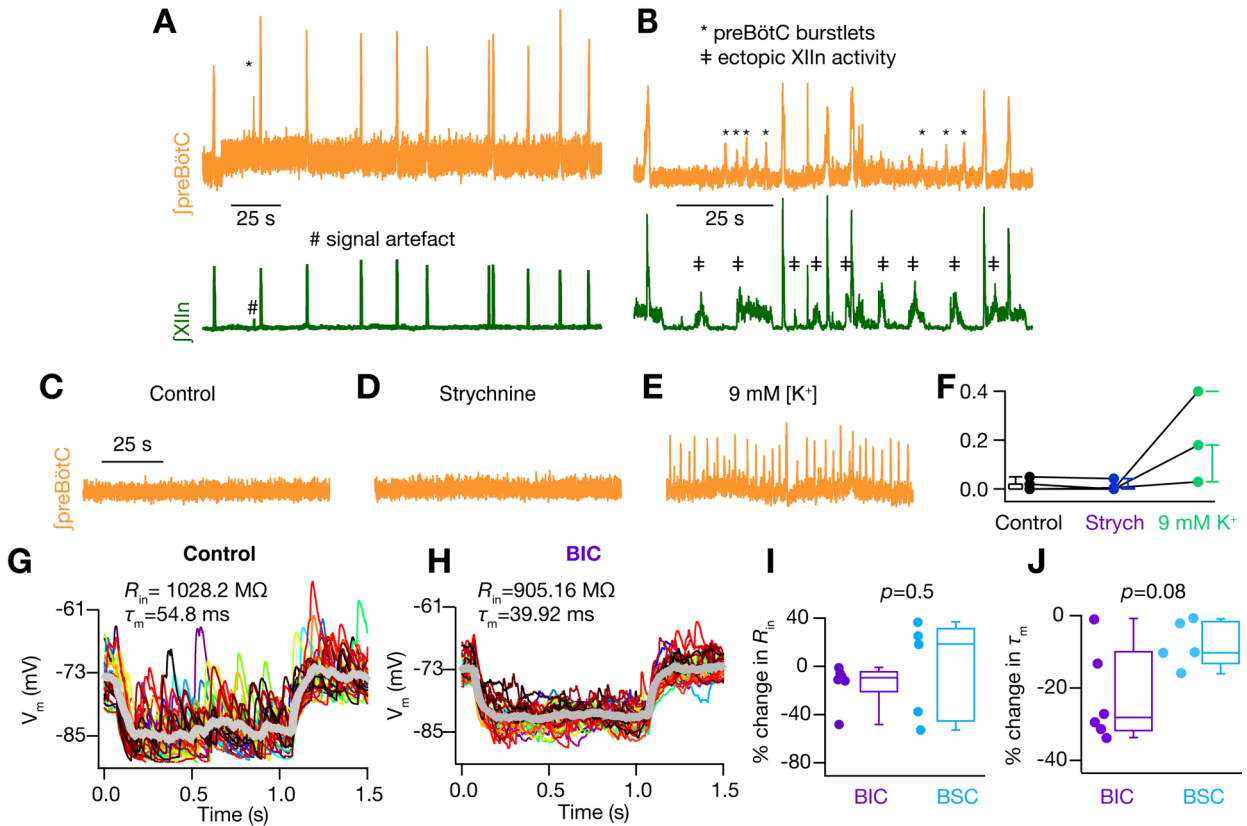 A
B
* preBötC burstlets
ǂ ectopic XIIn activity
*
* * * *
* * *
∫preBötC
25 s
25 s
# signal artefact
#
ǂ ǂ ǂ ǂ ǂ ǂ ǂ ǂ ǂ
∫XIIn
C
Control
D
Strychnine
E
9 mM [K⁺]
F
25 s
∫preBötC
0.4
0.2
0.0
Control
Strych
9 mM K⁺
G
Control
Rin= 1028.2 MΩ
τm=54.8 ms
-61
-73
-85
Vm (mV)
0.0 0.5 1.0 1.5
Time (s)
H
BIC
Rin=905.16 MΩ
τm=39.92 ms
-61
-73
-85
Vm (mV)
0.0 0.5 1.0 1.5
Time (s)
I
p=0.5
40
0
-40
-80
% change in Rin
BIC
BSC
J
p=0.08
0
-20
-40
% change in τm
BIC
BSC